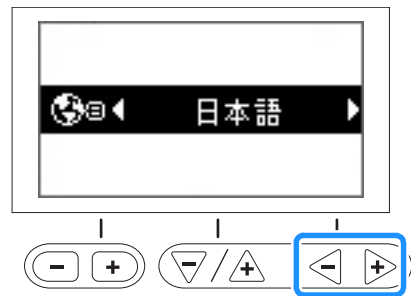 日本語
- +
- / +
- +